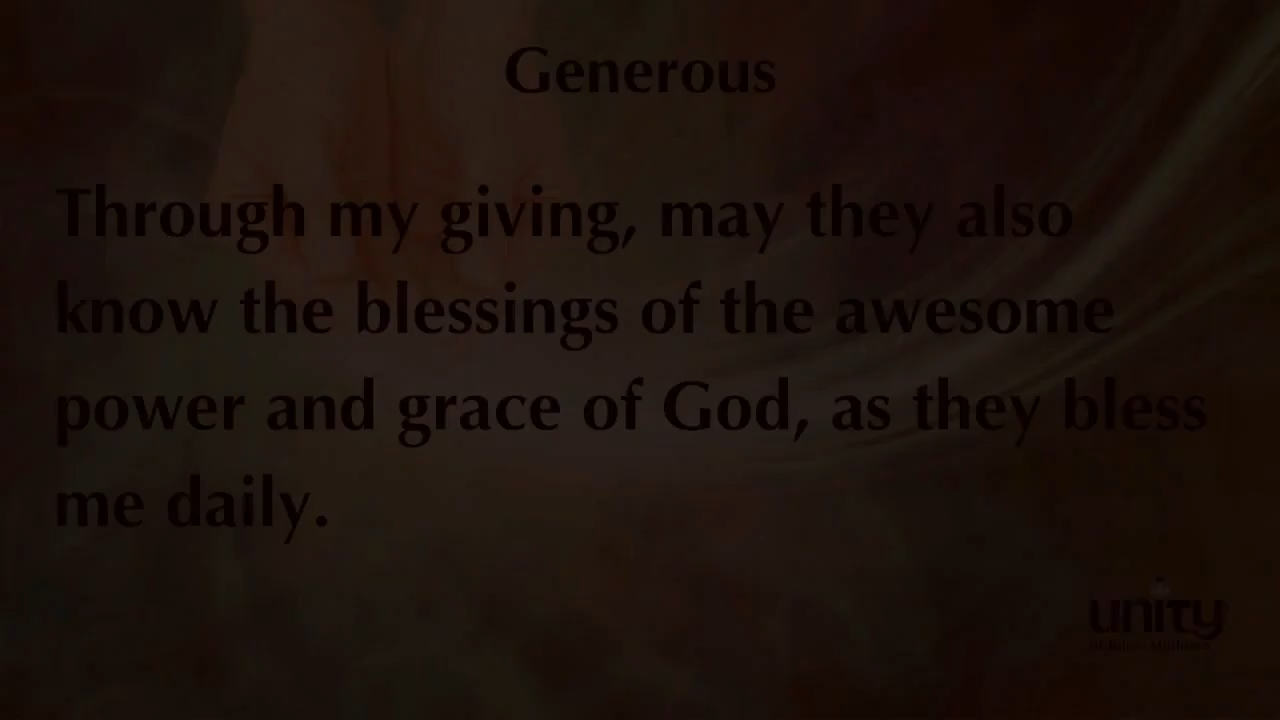 Generous
Through my giving, may they also
know the blessings of the awesome
power and grace of God, as they bless
me daily.
unity